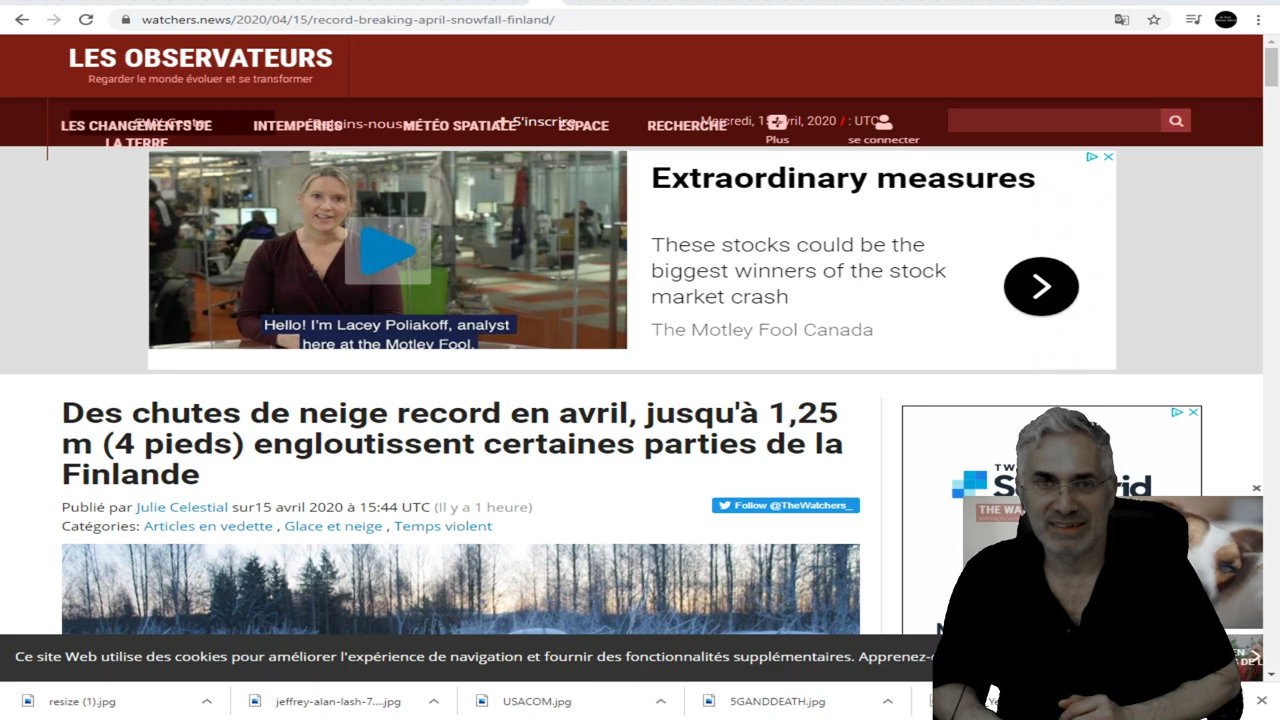 watchers.news/2020/04/15/record-breaking-april-snowfall-finland/
LES OBSERVATEURS
Regarder le monde évoluer et se transformer
LES CHANGEMENTS DE
LA TERRE
INTEMPÉRIES
MÉTÉO SPATIALE
S'inscrire
ESPACE
RECHERCHE
Mercredi, 15 avril, 2020 / : UTC
Plus
se connecter
Extraordinary measures
These stocks could be the
biggest winners of the stock
market crash
The Motley Fool Canada
Hello! I'm Lacey Poliakoff, analyst
here at the Motley Fool.
Des chutes de neige record en avril, jusqu'à 1,25
m (4 pieds) engloutissent certaines parties de la
Finlande
Publié par Julie Celestial sur15 avril 2020 à 15:44 UTC (Il y a 1 heure)
Follow @TheWatchers_
Catégories: Articles en vedette , Glace et neige , Temps violent
Ce site Web utilise des cookies pour améliorer l'expérience de navigation et fournir des fonctionnalités supplémentaires. Apprenez-
resize (1).jpg
jeffrey-alan-lash-7....jpg
USACOM.jpg
5GANDDEATH.jpg